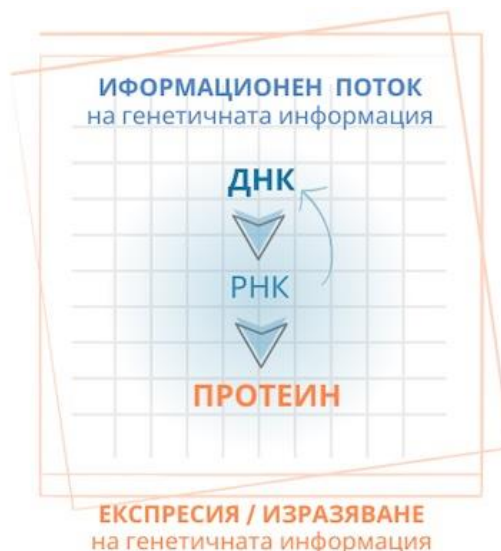 ИФОРМАЦИОНЕН ПОТОК
на генетичната информация
ДНК
РНК
ПРОТЕИН
ЕКСПРЕСИЯ / ИЗРАЗЯВАНЕ
на генетичната информация